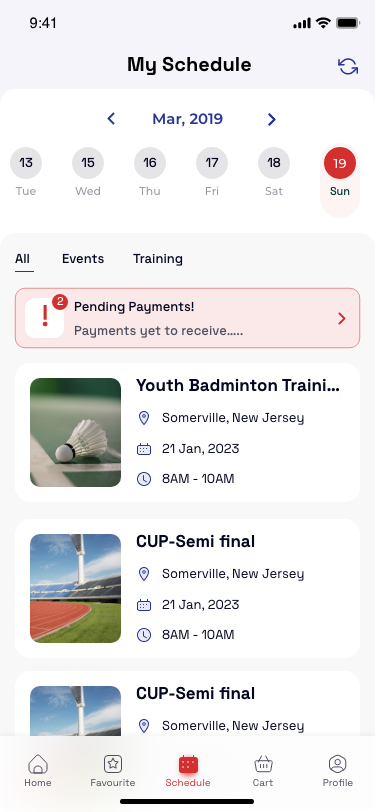 9:41
My Schedule
Mar, 2019
13 15 16 17 18 19
Tue Wed Thu Fri Sat Sun
All Events Training
! 2
Pending Payments!
Payments yet to receive.....
Youth Badminton Traini...
Somerville, New Jersey
21 Jan, 2023
8AM - 10AM
CUP-Semi final
Somerville, New Jersey
21 Jan, 2023
8AM - 10AM
CUP-Semi final
Somerville, New Jersey
Home Favourite Schedule Cart Profile